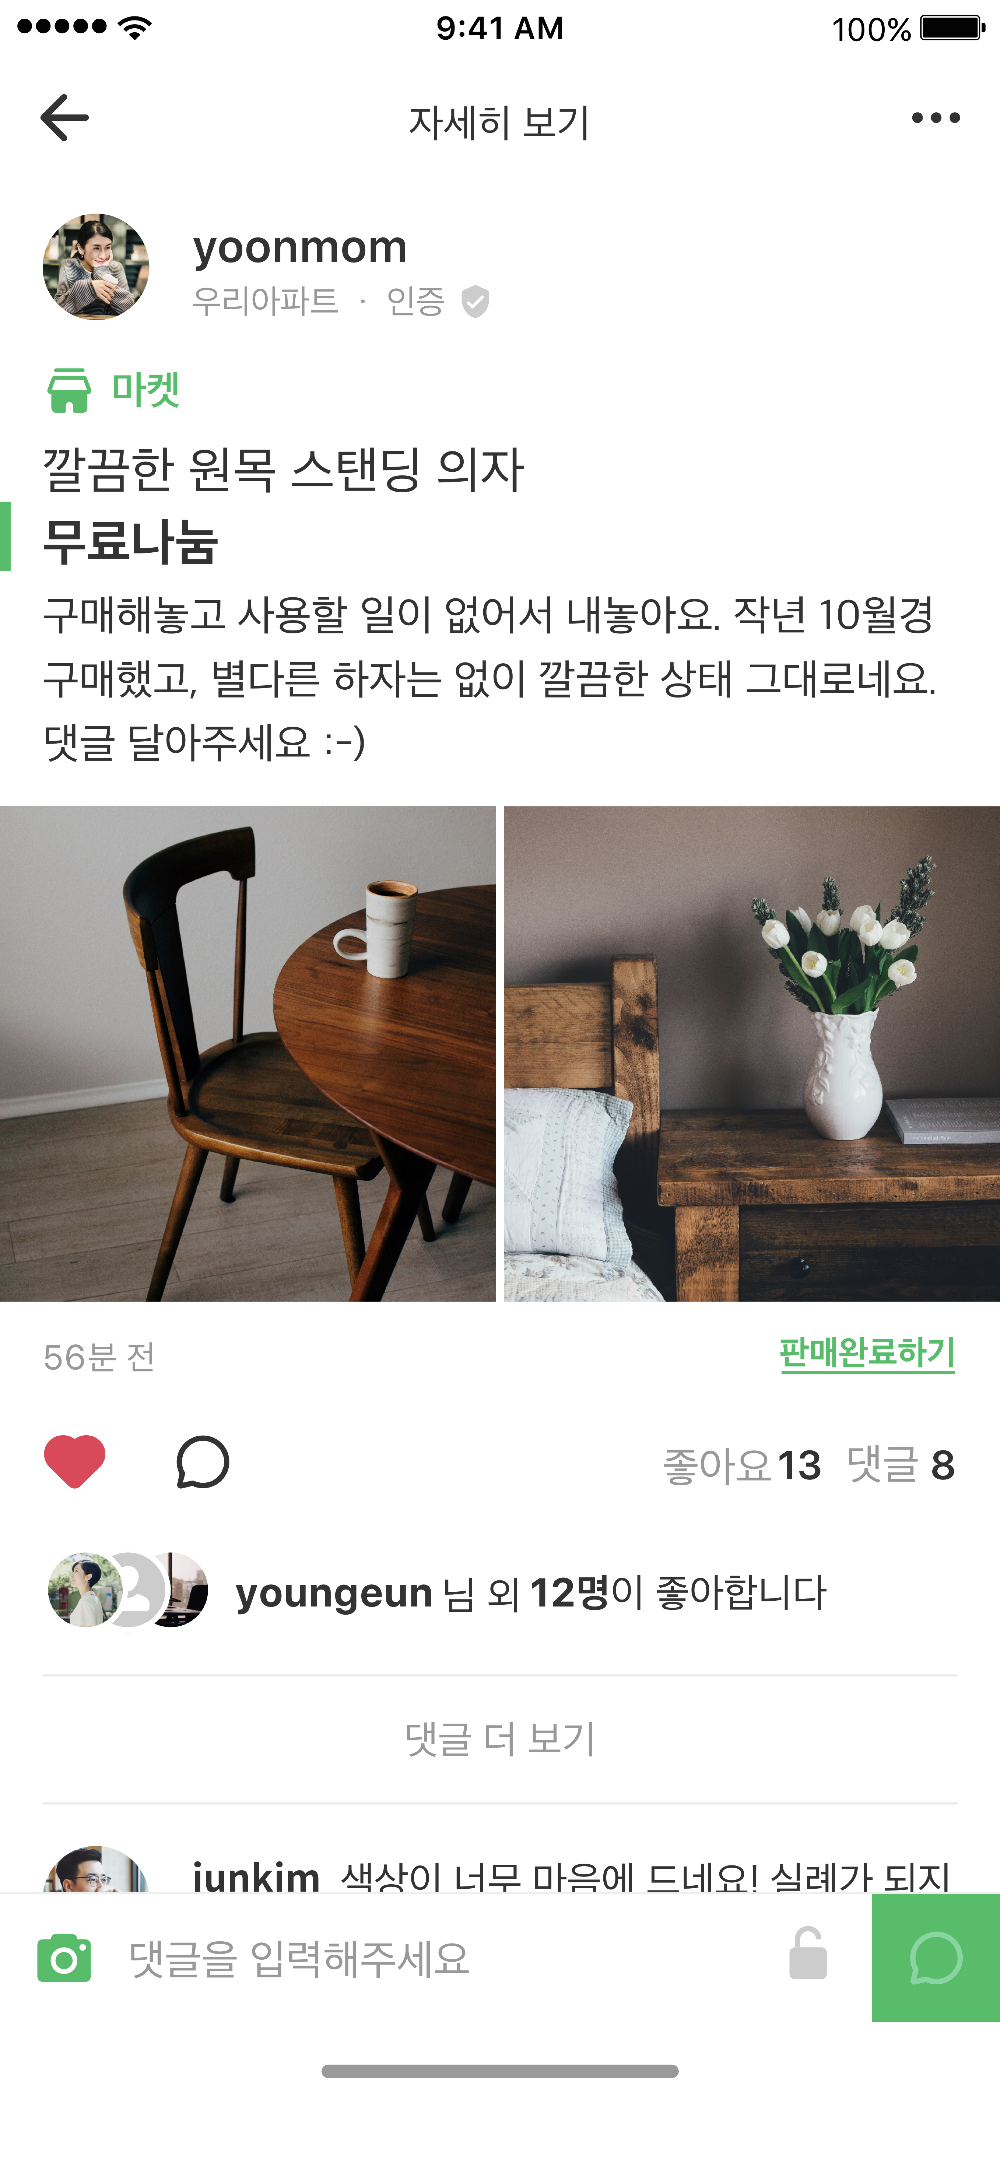 9:41 AM 100%
자세히 보기
yoonmom
우리아파트 · 인증
마켓
깔끔한 원목 스탠딩 의자
무료나눔
구매해놓고 사용할 일이 없어서 내놓아요. 작년 10월경
구매했고, 별다른 하자는 없이 깔끔한 상태 그대로네요.
댓글 달아주세요 :-)
56분 전 판매완료하기
좋아요 13 댓글 8
youngeun 님 외 12명이 좋아합니다
댓글 더 보기
junkim 색상이 너무 마음에 드네요! 실례가 되지
댓글을 입력해주세요